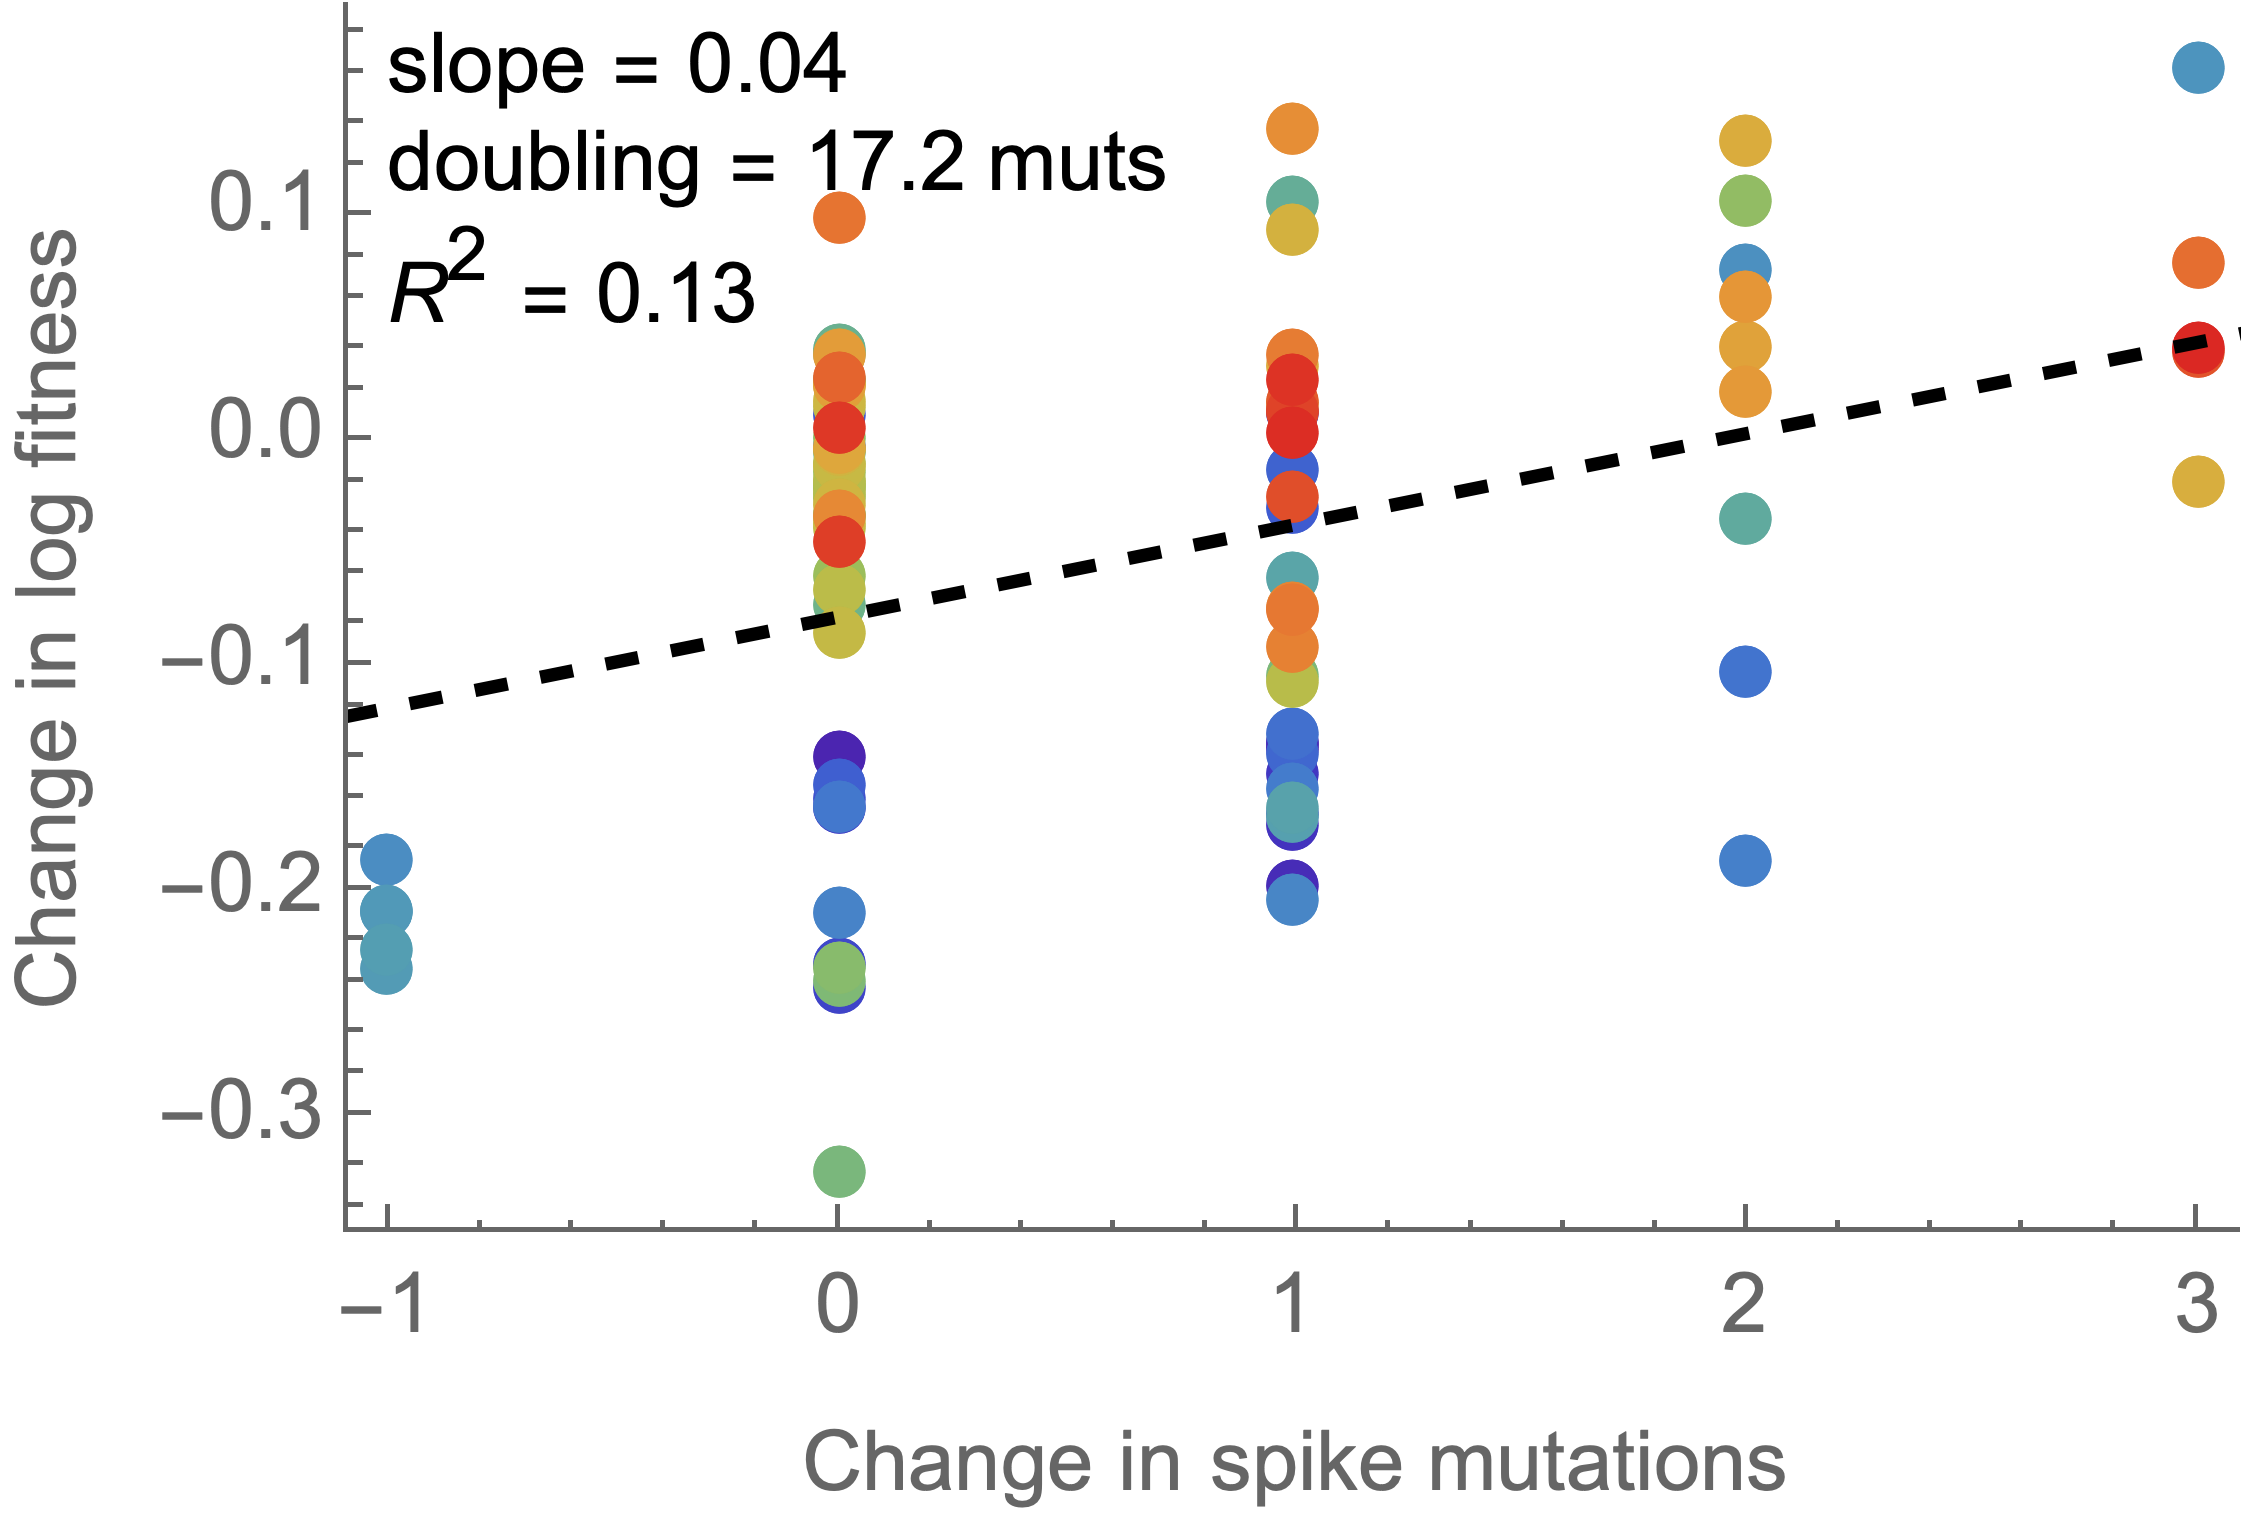 slope = 0.04
doubling = 17.2 muts
R² = 0.13
Change in log fitness
0.1
0.0
−0.1
−0.2
−0.3
−1 0 1 2 3
Change in spike mutations